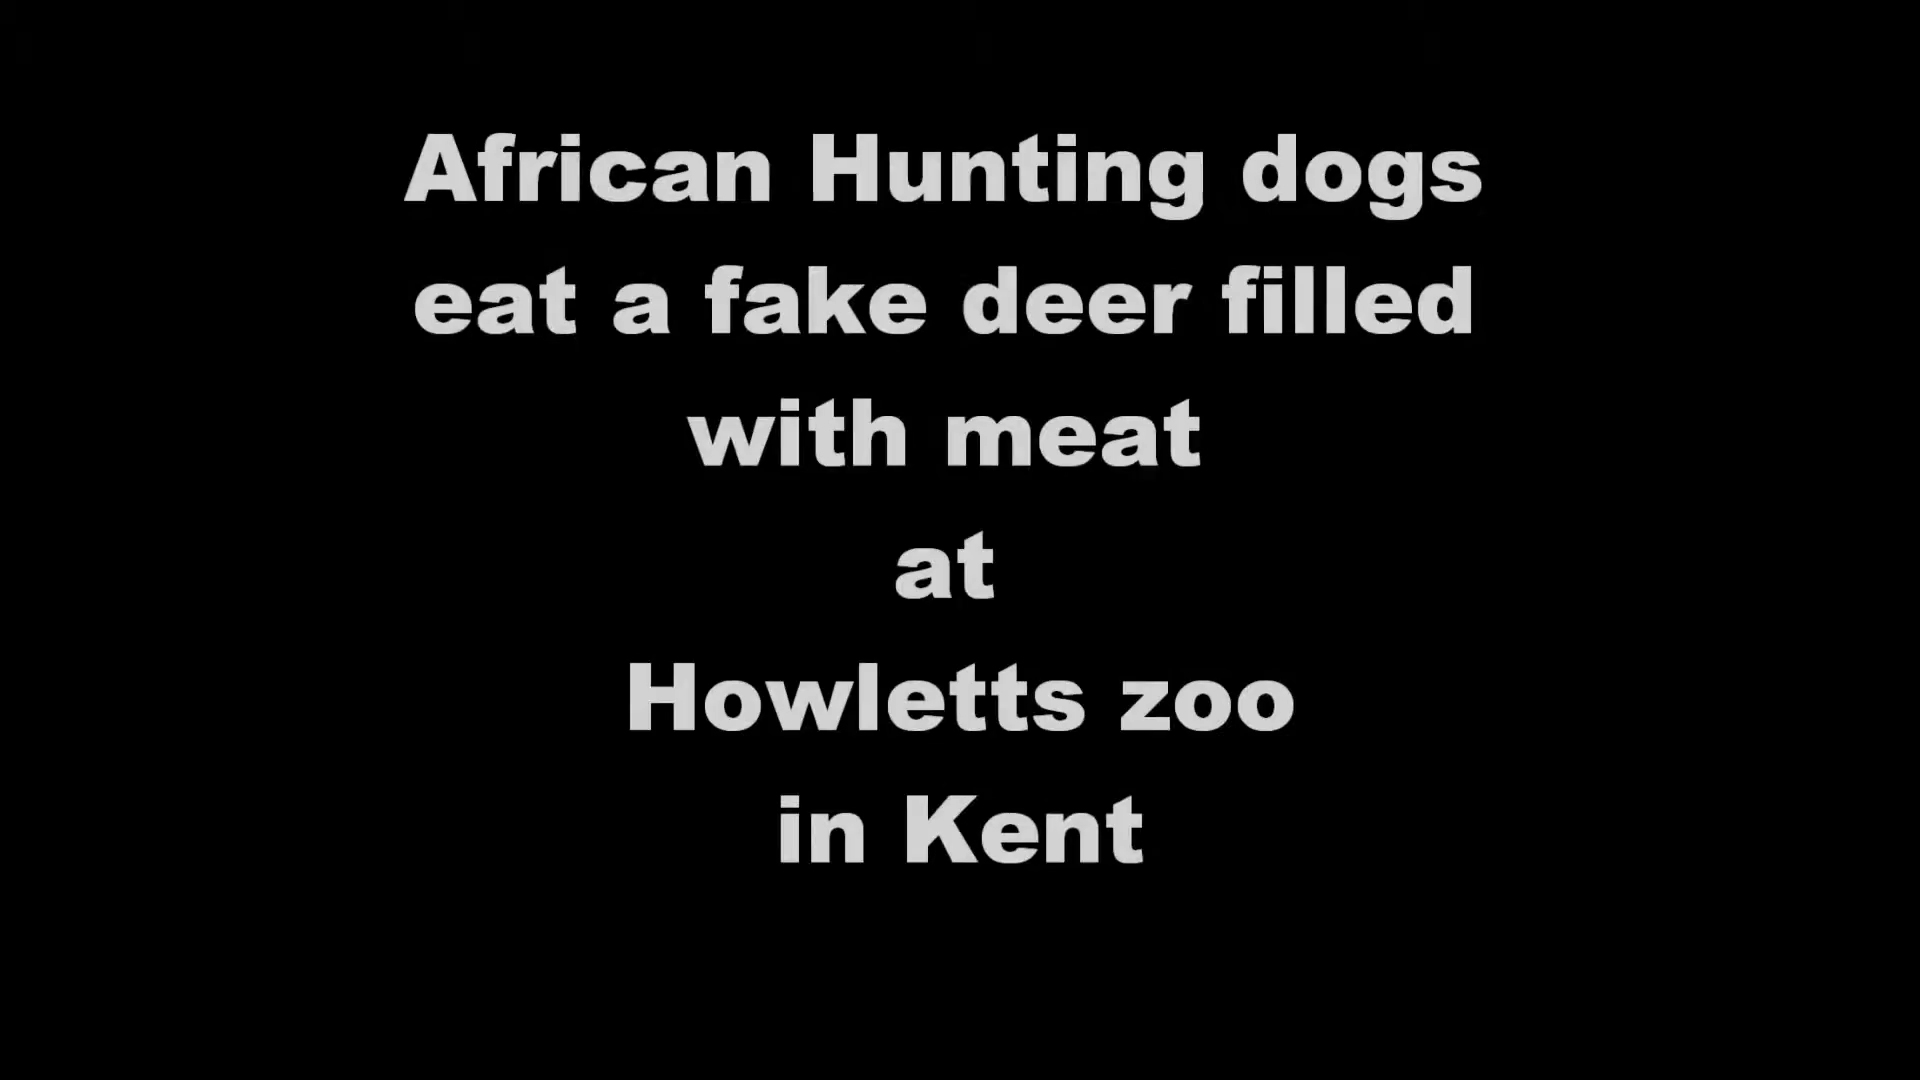 African Hunting dogs
eat a fake deer filled
with meat
at
Howletts zoo
in Kent